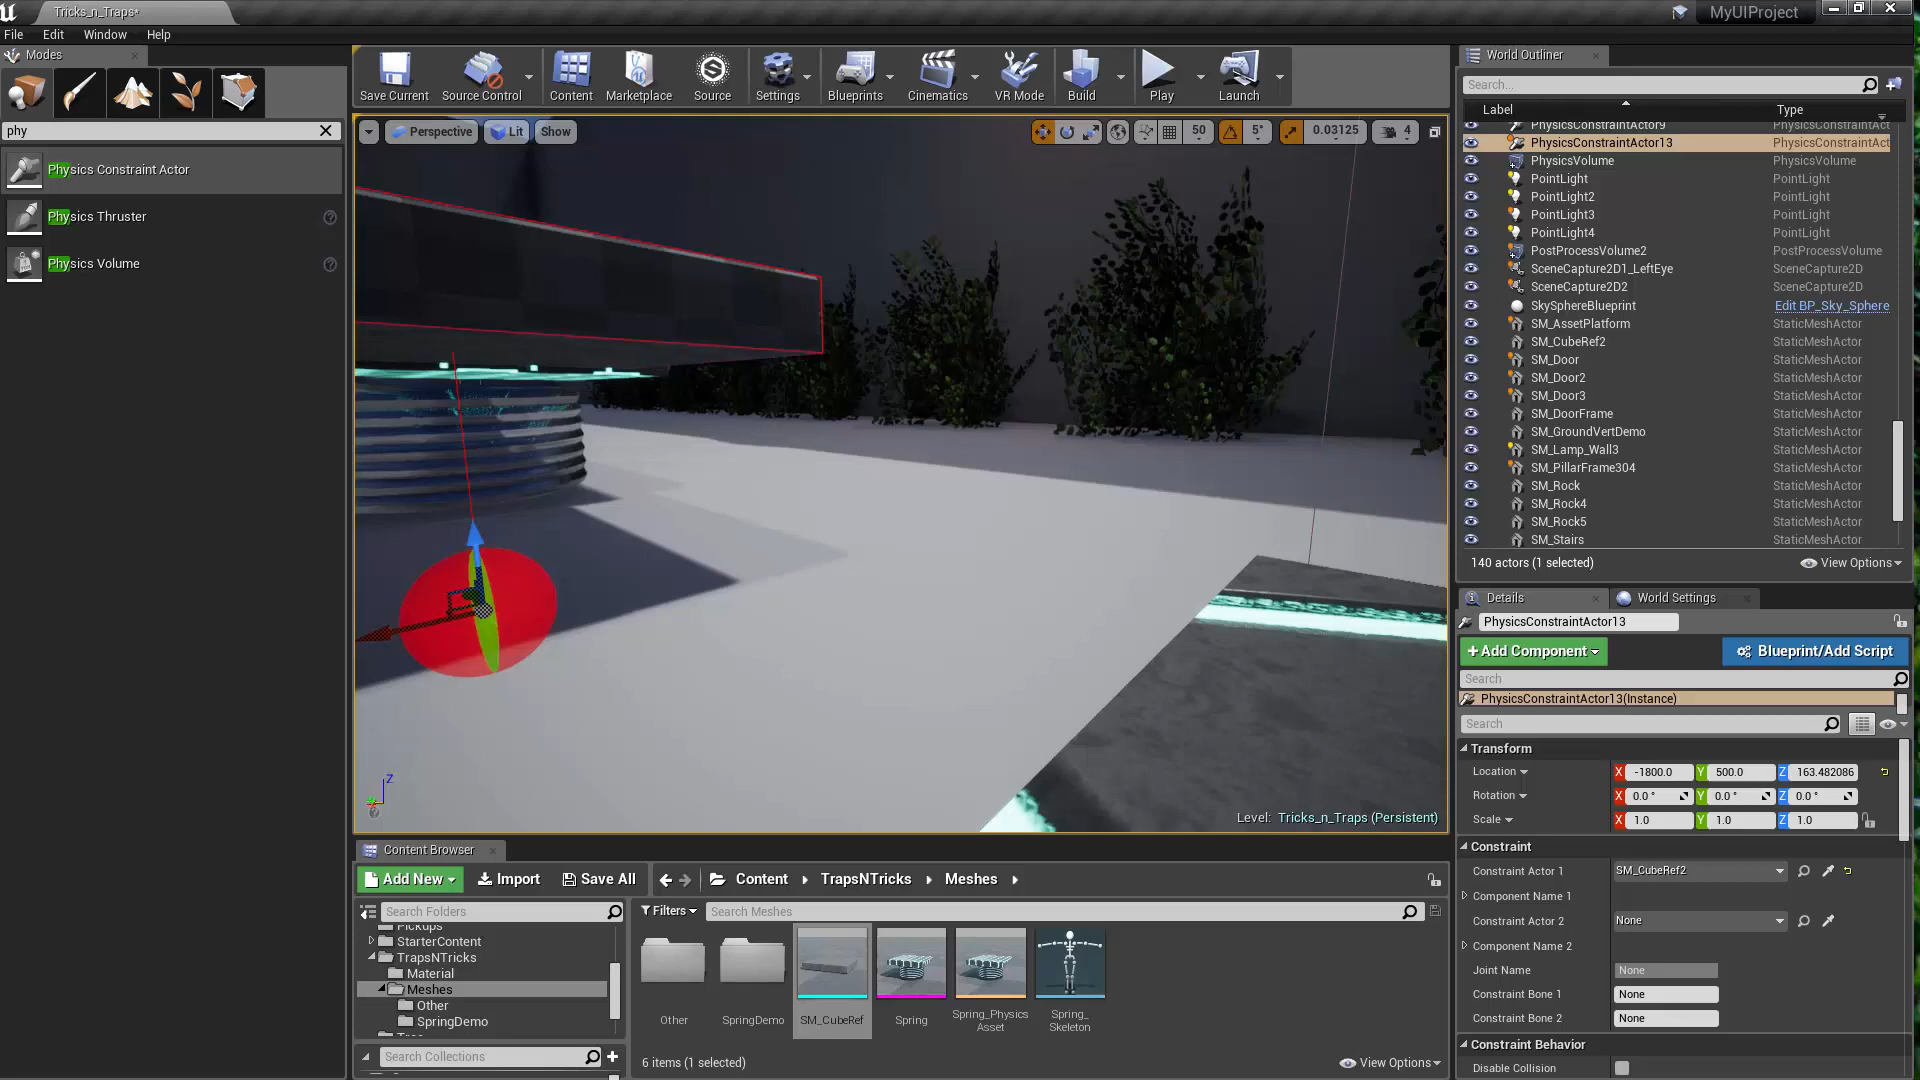 Tricks_n_Traps*
MyUIProject
File Edit Window Help
Modes
phy
Physics Constraint Actor
Physics Thruster
Physics Volume
Save Current Source Control Content Marketplace Source Settings Blueprints Cinematics VR Mode Build Play Launch
Perspective Lit Show
50 5° 0.03125 4
Level: Tricks_n_Traps (Persistent)
Z
World Outliner
Search...
Label Type
PhysicsConstraintActor9 PhysicsConstraintAct
PhysicsConstraintActor13 PhysicsConstraintAct
PhysicsVolume PhysicsVolume
PointLight PointLight
PointLight2 PointLight
PointLight3 PointLight
PointLight4 PointLight
PostProcessVolume2 PostProcessVolume
SceneCapture2D1_LeftEye SceneCapture2D
SceneCapture2D2 SceneCapture2D
SkySphereBlueprint Edit BP_Sky_Sphere
SM_AssetPlatform StaticMeshActor
SM_CubeRef2 StaticMeshActor
SM_Door StaticMeshActor
SM_Door2 StaticMeshActor
SM_Door3 StaticMeshActor
SM_DoorFrame StaticMeshActor
SM_GroundVertDemo StaticMeshActor
SM_Lamp_Wall3 StaticMeshActor
SM_PillarFrame304 StaticMeshActor
SM_Rock StaticMeshActor
SM_Rock4 StaticMeshActor
SM_Rock5 StaticMeshActor
SM_Stairs StaticMeshActor
140 actors (1 selected) View Options
Details World Settings
PhysicsConstraintActor13
+Add Component Blueprint/Add Script
Search
PhysicsConstraintActor13(Instance)
Search
Transform
Location X -1800.0 Y 500.0 Z 163.482086
Rotation X 0.0 ° Y 0.0 ° Z 0.0 °
Scale X 1.0 Y 1.0 Z 1.0
Constraint
Constraint Actor 1 SM_CubeRef2
Component Name 1
Constraint Actor 2 None
Component Name 2
Joint Name None
Constraint Bone 1 None
Constraint Bone 2 None
Constraint Behavior
Disable Collision
Content Browser
Add New Import Save All Content TrapsNTricks Meshes
Search Folders
Pickups
StarterContent
TrapsNTricks
Material
Meshes
Other
SpringDemo
Search Collections
Filters Search Meshes
Other
SpringDemo
SM_CubeRef
Spring
Spring_Physics
Asset
Spring_
Skeleton
6 items (1 selected) View Options